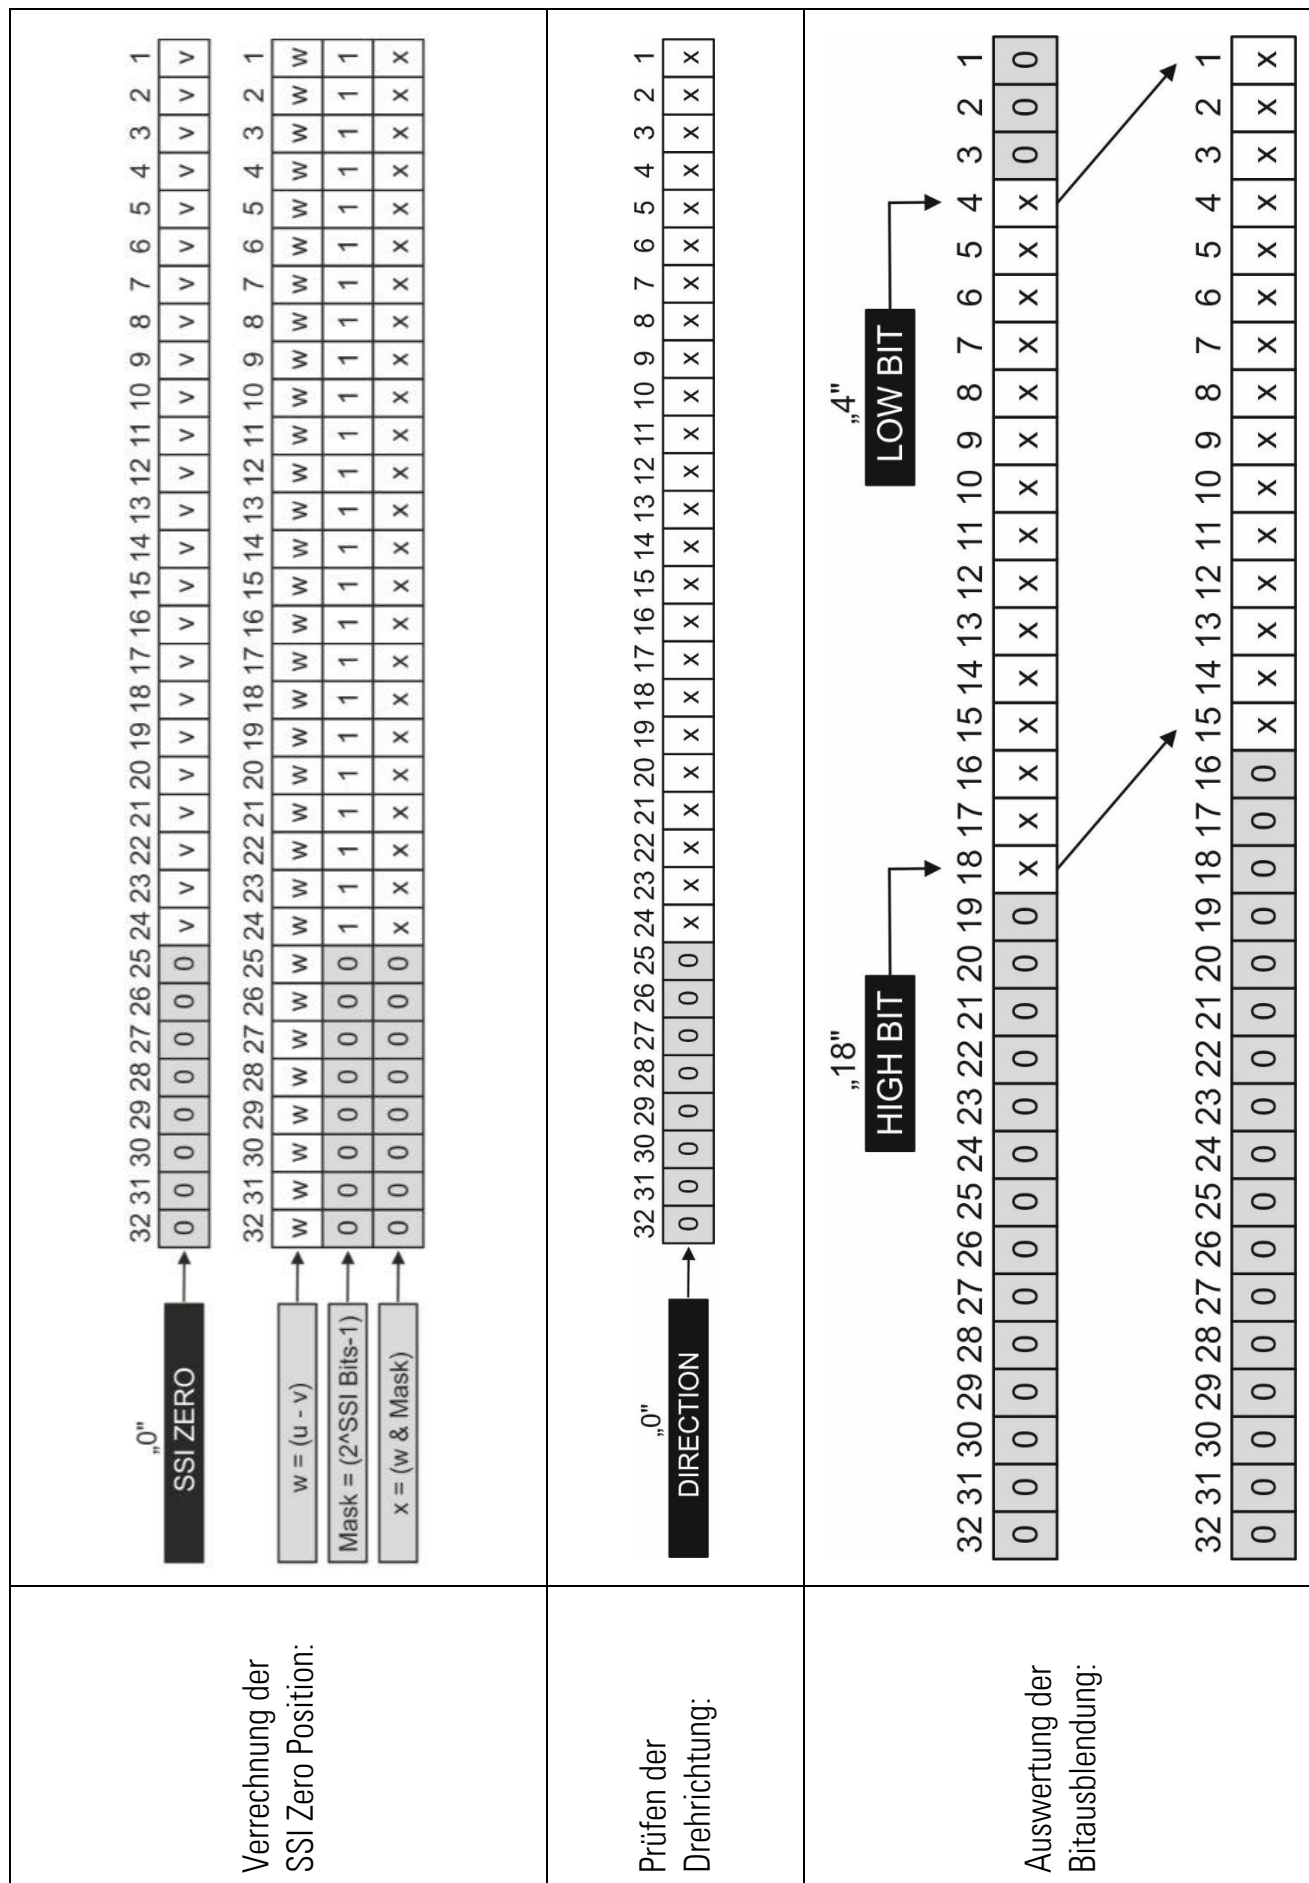 Verrechnung der
SSI Zero Position:
„0"
SSI ZERO
32 31 30 29 28 27 26 25 24 23 22 21 20 19 18 17 16 15 14 13 12 11 10 9 8 7 6 5 4 3 2 1
0 0 0 0 0 0 0 0 v v v v v v v v v v v v v v v v v v v v v v v v
32 31 30 29 28 27 26 25 24 23 22 21 20 19 18 17 16 15 14 13 12 11 10 9 8 7 6 5 4 3 2 1
w = (u - v)
w w w w w w w w w w w w w w w w w w w w w w w w w w w w w w w w
Mask = (2^SSI Bits-1)
0 0 0 0 0 0 0 0 1 1 1 1 1 1 1 1 1 1 1 1 1 1 1 1 1 1 1 1 1 1 1 1
x = (w & Mask)
0 0 0 0 0 0 0 0 x x x x x x x x x x x x x x x x x x x x x x x x
Prüfen der
Drehrichtung:
„0"
DIRECTION
32 31 30 29 28 27 26 25 24 23 22 21 20 19 18 17 16 15 14 13 12 11 10 9 8 7 6 5 4 3 2 1
0 0 0 0 0 0 0 0 x x x x x x x x x x x x x x x x x x x x x x x x
Auswertung der
Bitausblendung:
„18"
HIGH BIT
„4"
LOW BIT
32 31 30 29 28 27 26 25 24 23 22 21 20 19 18 17 16 15 14 13 12 11 10 9 8 7 6 5 4 3 2 1
0 0 0 0 0 0 0 0 0 0 0 0 0 0 x x x x x x x x x x x x x x x 0 0 0
32 31 30 29 28 27 26 25 24 23 22 21 20 19 18 17 16 15 14 13 12 11 10 9 8 7 6 5 4 3 2 1
0 0 0 0 0 0 0 0 0 0 0 0 0 0 0 0 0 x x x x x x x x x x x x x x x